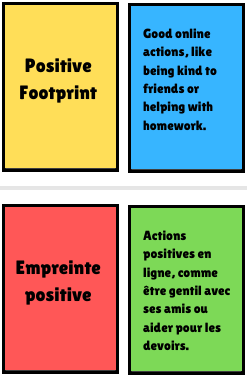 Positive
Footprint
Good online
actions, like
being kind to
friends or
helping with
homework.
Empreinte
positive
Actions
positives en
ligne, comme
être gentil avec
ses amis ou
aider pour les
devoirs.